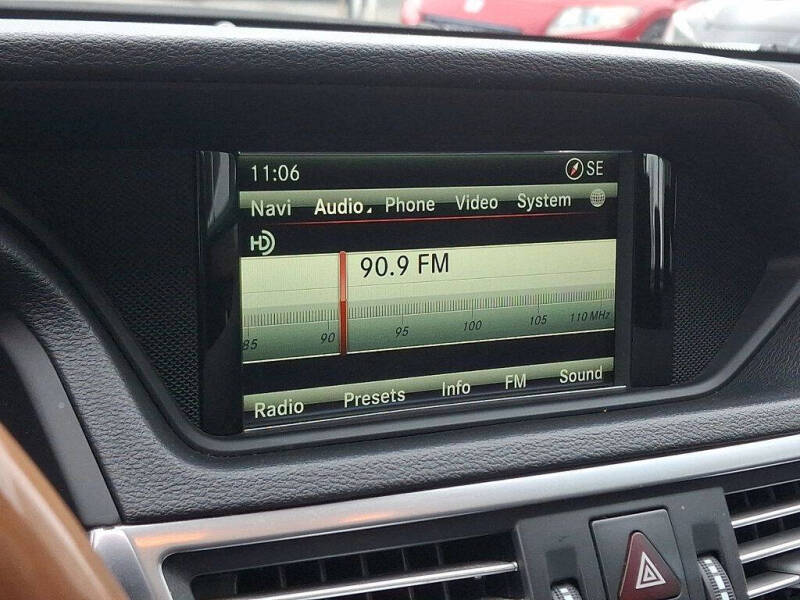 11:06 SE
Navi Audio Phone Video System
HD
90.9 FM
85 90 95 100 105 110 MHz
Radio Presets Info FM Sound